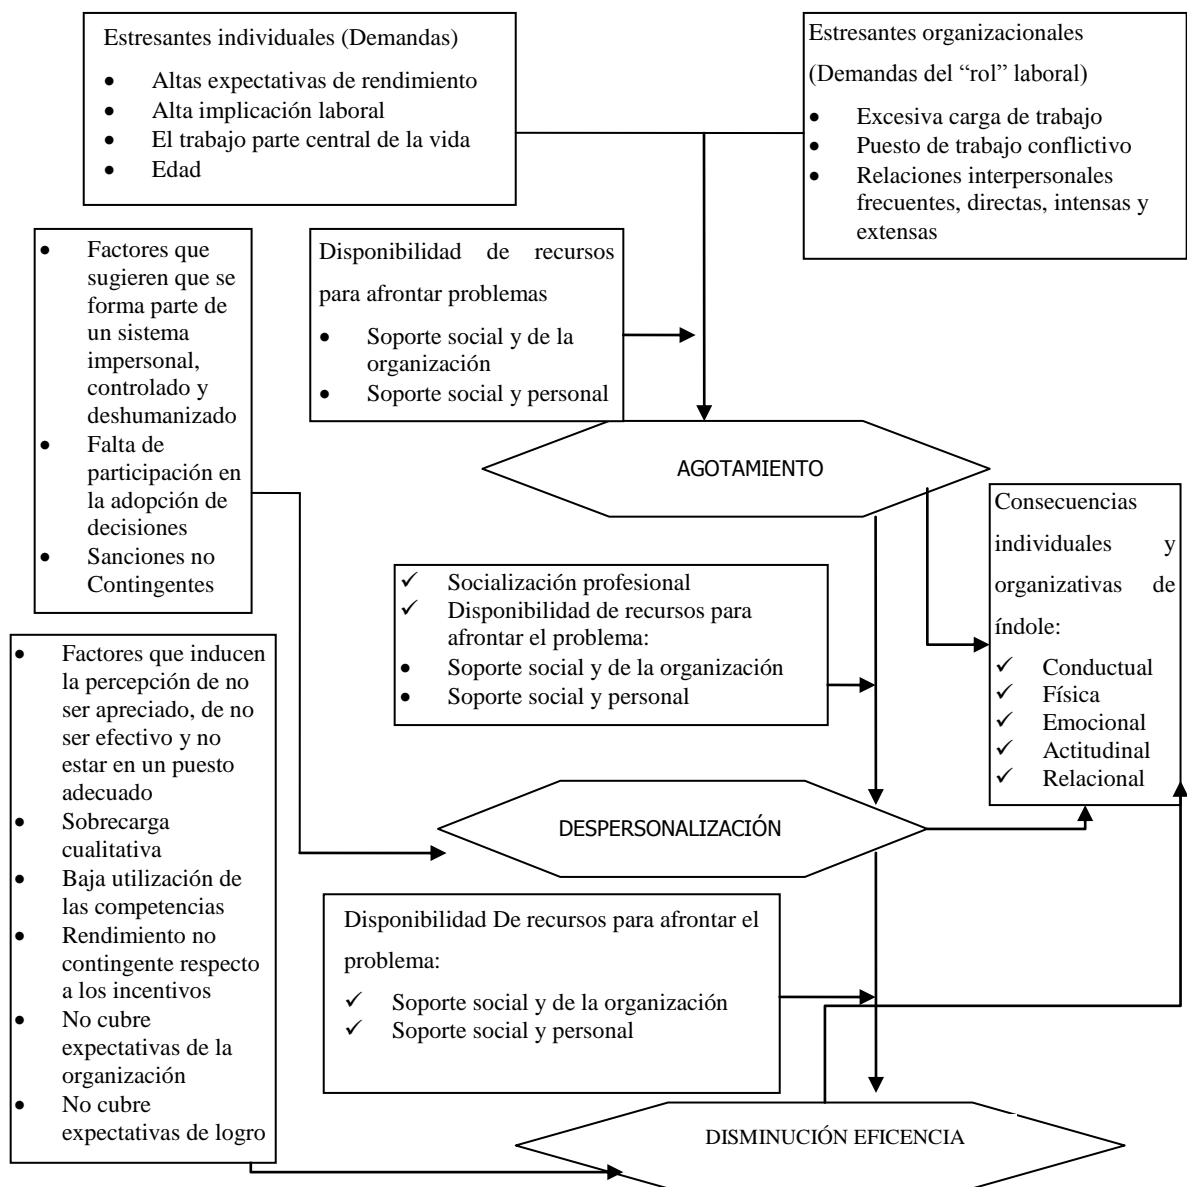 Estresantes individuales (Demandas)
• Altas expectativas de rendimiento
• Alta implicación laboral
• El trabajo parte central de la vida
• Edad
Estresantes organizacionales
(Demandas del “rol” laboral)
• Excesiva carga de trabajo
• Puesto de trabajo conflictivo
• Relaciones interpersonales
frecuentes, directas, intensas y
extensas
• Factores que
sugieren que se
forma parte de
un sistema
impersonal,
controlado y
deshumanizado
• Falta de
participación en
la adopción de
decisiones
• Sanciones no
Contingentes
Disponibilidad de recursos
para afrontar problemas
• Soporte social y de la
organización
• Soporte social y personal
AGOTAMIENTO
Consecuencias
individuales y
organizativas de
índole:
✓ Conductual
✓ Física
✓ Emocional
✓ Actitudinal
✓ Relacional
✓ Socialización profesional
✓ Disponibilidad de recursos para
afrontar el problema:
• Soporte social y de la organización
• Soporte social y personal
• Factores que inducen
la percepción de no
ser apreciado, de no
ser efectivo y no
estar en un puesto
adecuado
• Sobrecarga
cualitativa
• Baja utilización de
las competencias
• Rendimiento no
contingente respecto
a los incentivos
• No cubre
expectativas de la
organización
• No cubre
expectativas de logro
DESPERSONALIZACIÓN
Disponibilidad De recursos para afrontar el
problema:
✓ Soporte social y de la organización
✓ Soporte social y personal
DISMINUCIÓN EFICENCIA